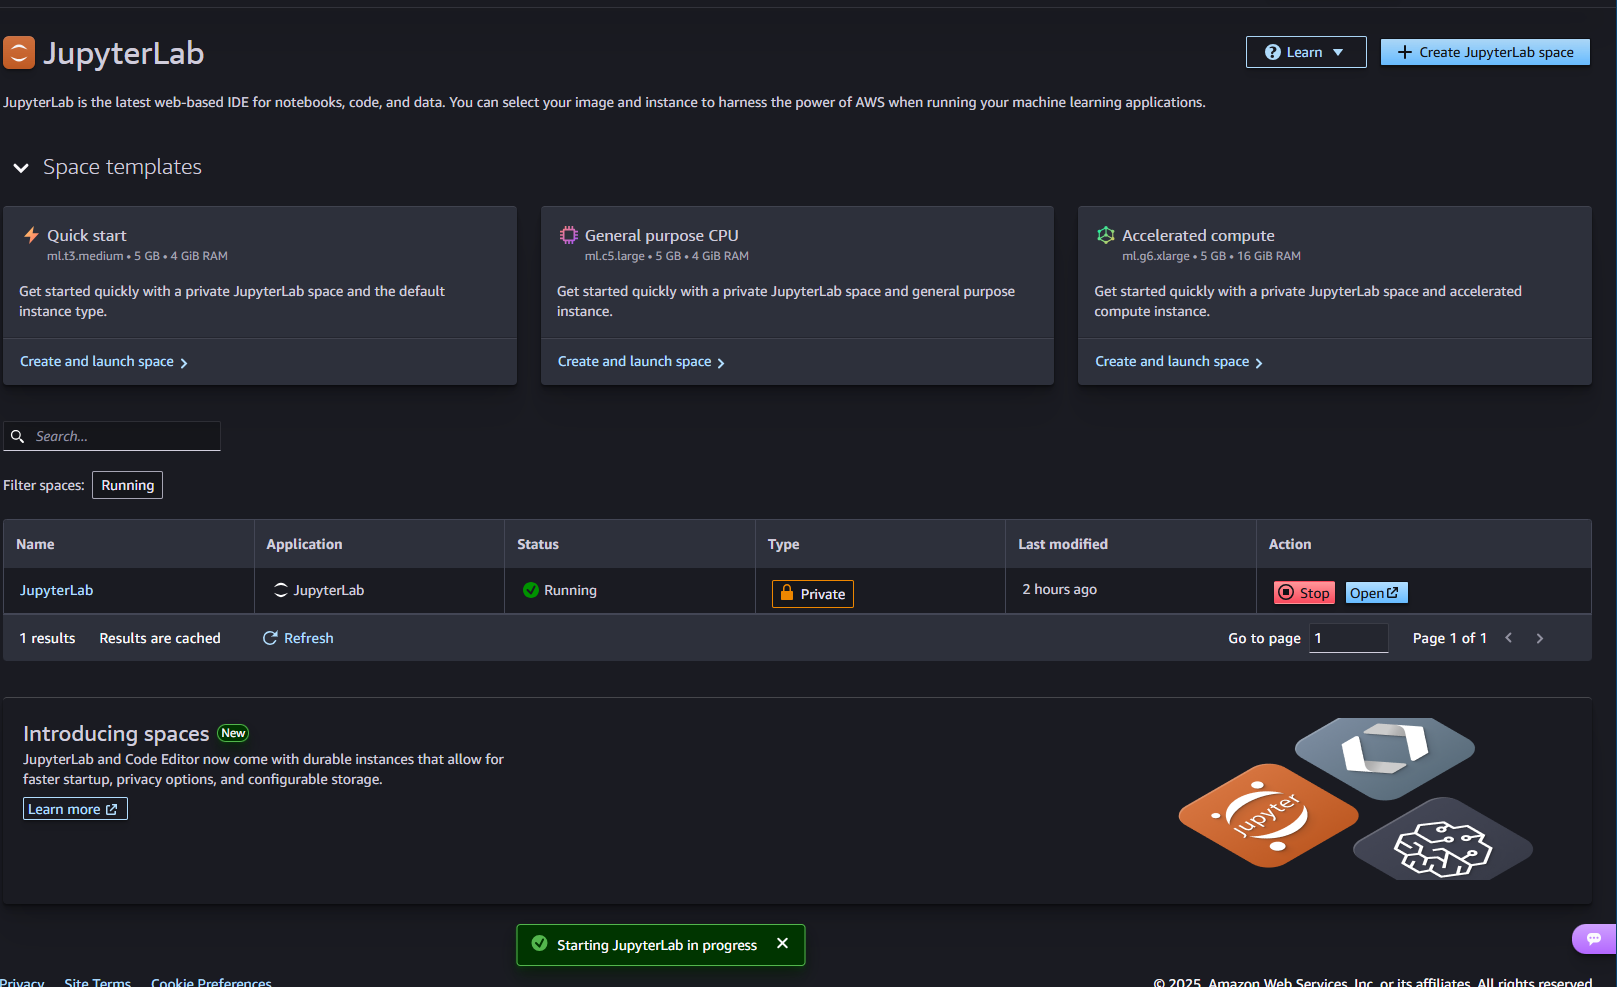 JupyterLab
Learn
Create JupyterLab space
JupyterLab is the latest web-based IDE for notebooks, code, and data. You can select your image and instance to harness the power of AWS when running your machine learning applications.
Space templates
Quick start
ml.t3.medium • 5 GB • 4 GiB RAM
Get started quickly with a private JupyterLab space and the default
instance type.
Create and launch space
General purpose CPU
ml.c5.large • 5 GB • 4 GiB RAM
Get started quickly with a private JupyterLab space and general purpose
instance.
Create and launch space
Accelerated compute
ml.g6.xlarge • 5 GB • 16 GiB RAM
Get started quickly with a private JupyterLab space and accelerated
compute instance.
Create and launch space
Search...
Filter spaces: Running
Name Application Status Type Last modified Action
JupyterLab JupyterLab Running Private 2 hours ago Stop Open
1 results Results are cached Refresh Go to page 1 Page 1 of 1
Introducing spaces New
JupyterLab and Code Editor now come with durable instances that allow for
faster startup, privacy options, and configurable storage.
Learn more
jupyter
Starting JupyterLab in progress
Privacy Site Terms Cookie Preferences
© 2025, Amazon Web Services, Inc. or its affiliates. All rights reserved.